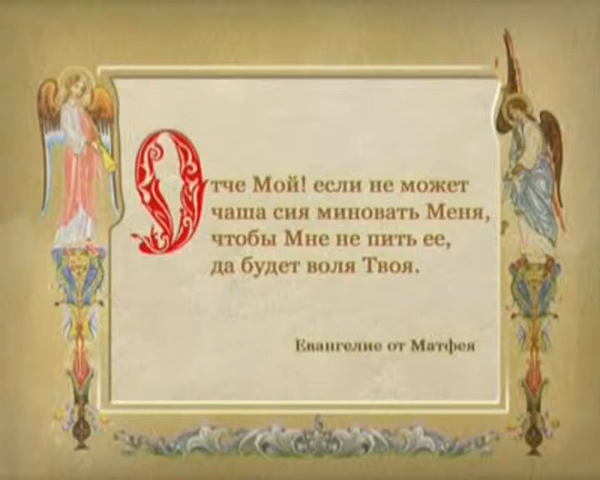 Отче Мой! если не может
чаша сия миновать Меня,
чтобы Мне не пить ее,
да будет воля Твоя.
Евангелие от Матфея